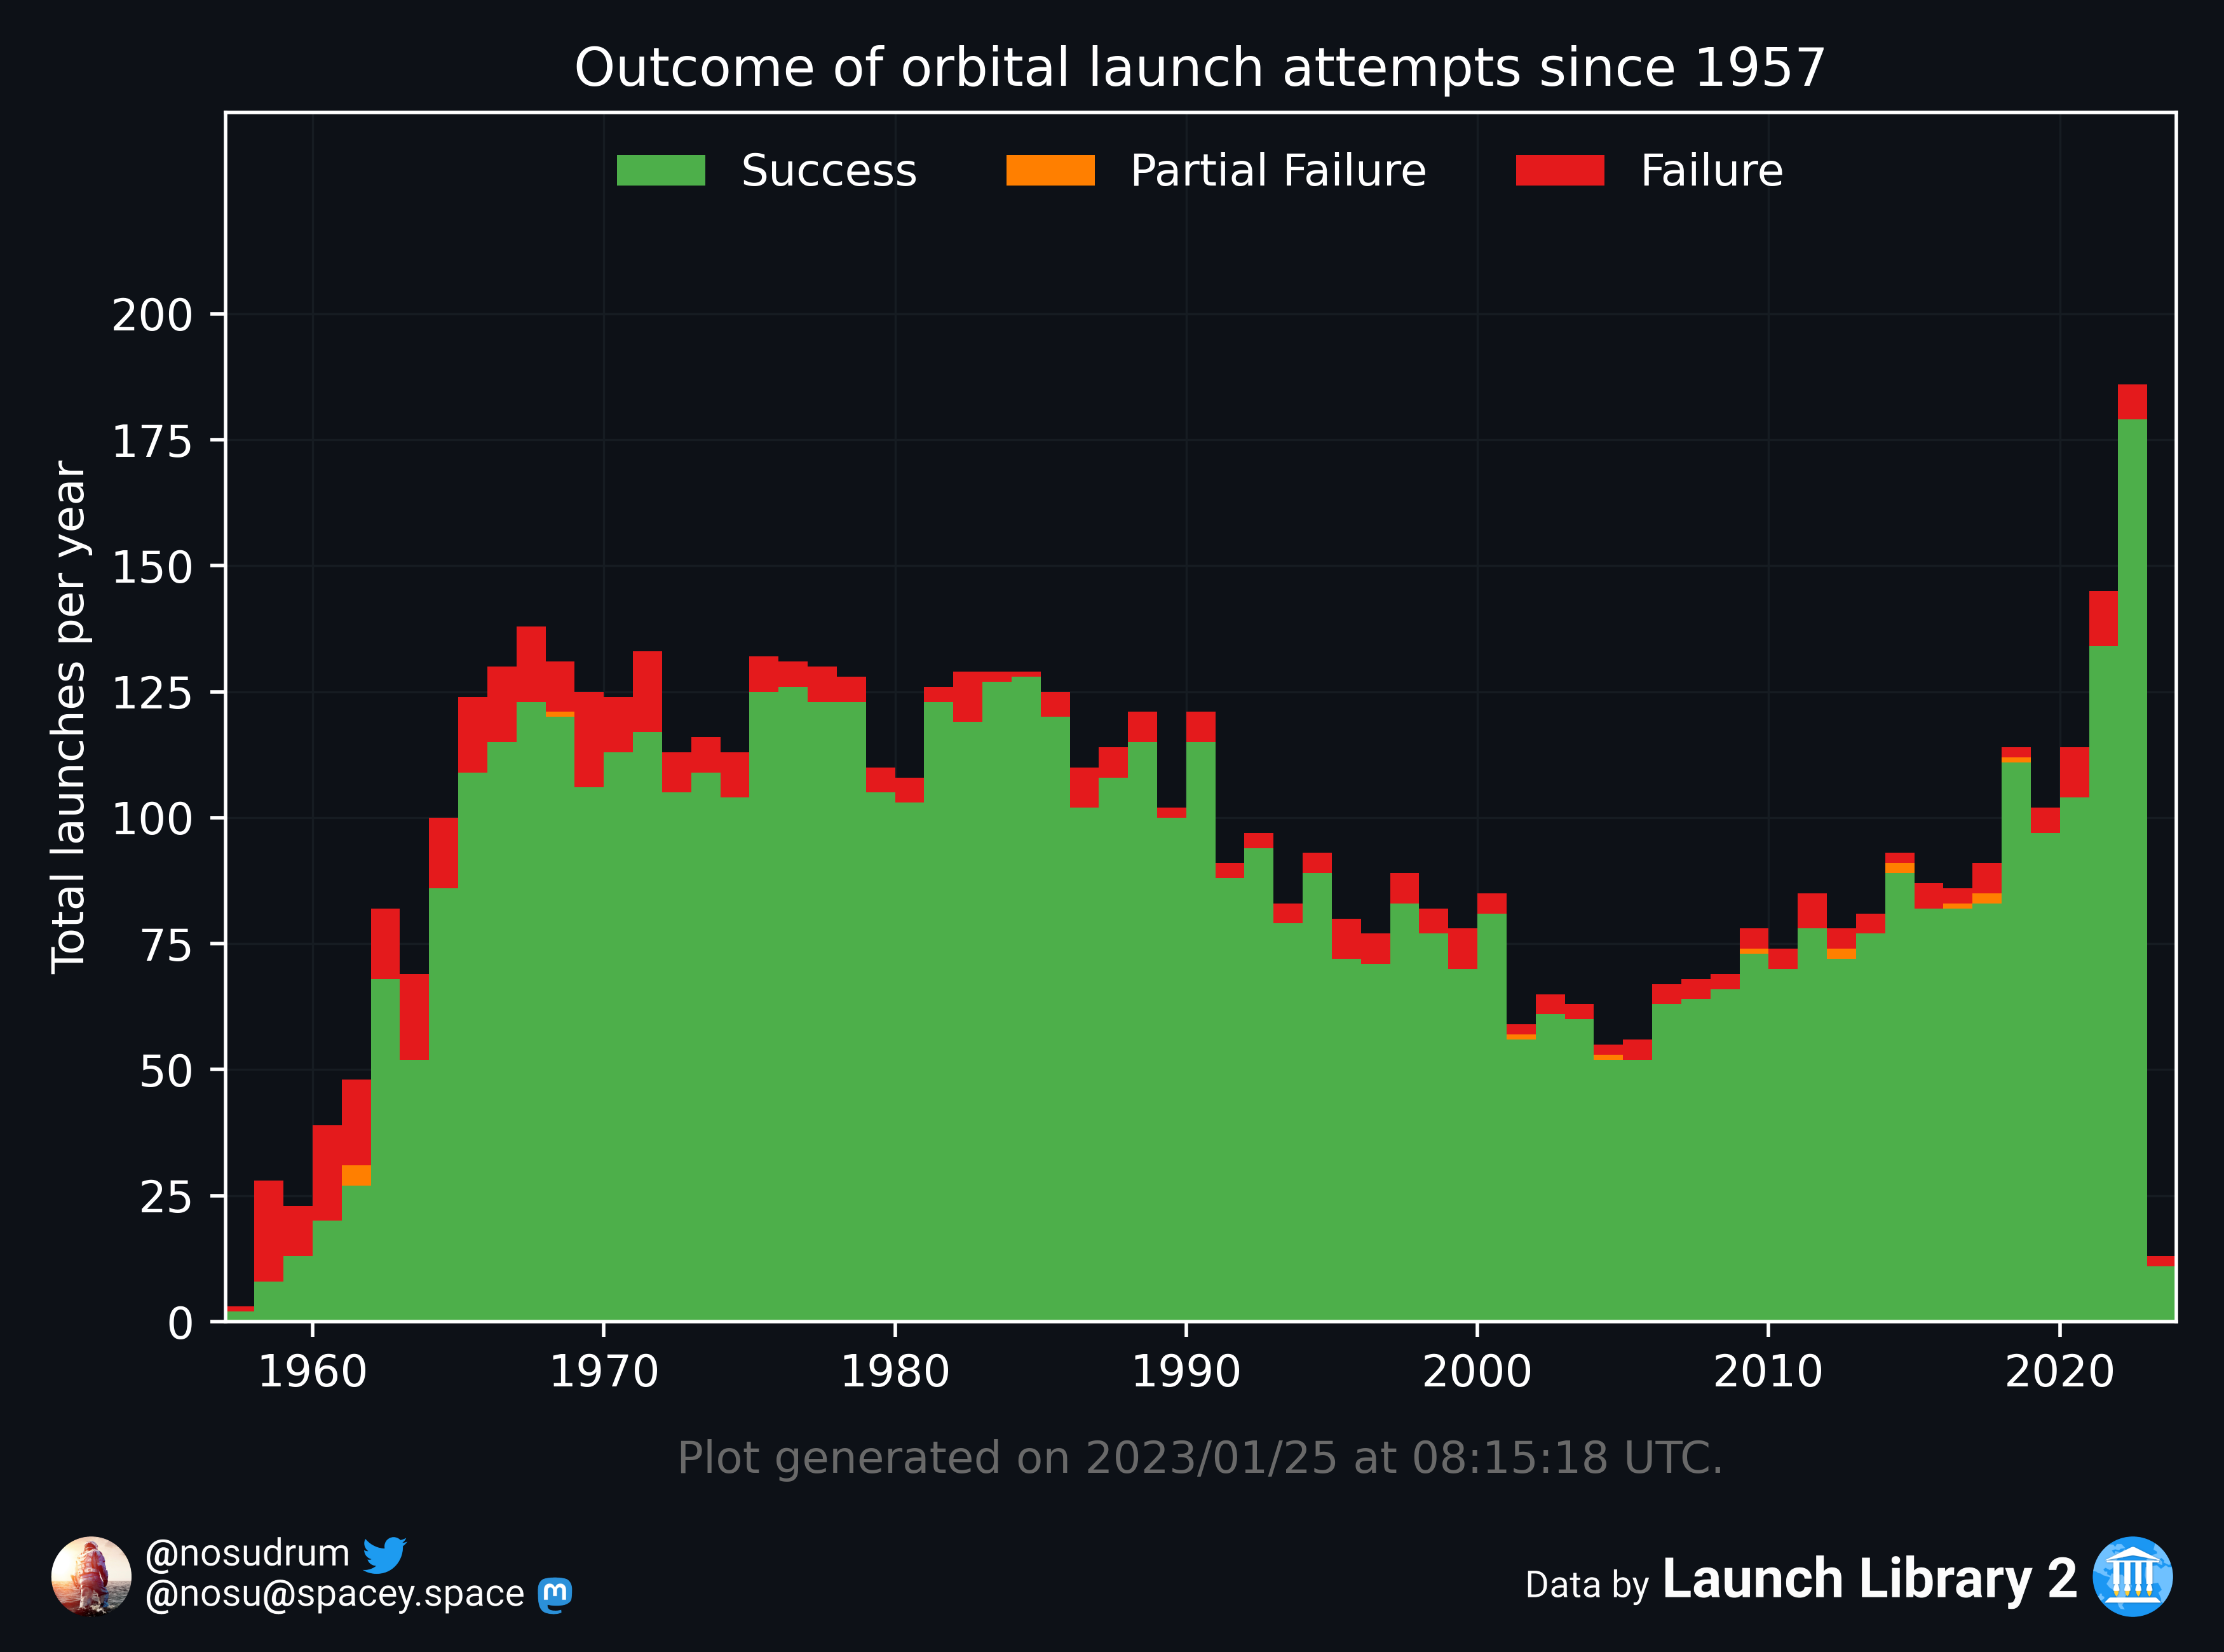 Outcome of orbital launch attempts since 1957
Success Partial Failure Failure
Total launches per year
200
175
150
125
100
75
50
25
0
1960 1970 1980 1990 2000 2010 2020
Plot generated on 2023/01/25 at 08:15:18 UTC.
@nosudrum
@nosu@spacey.space
Data by Launch Library 2